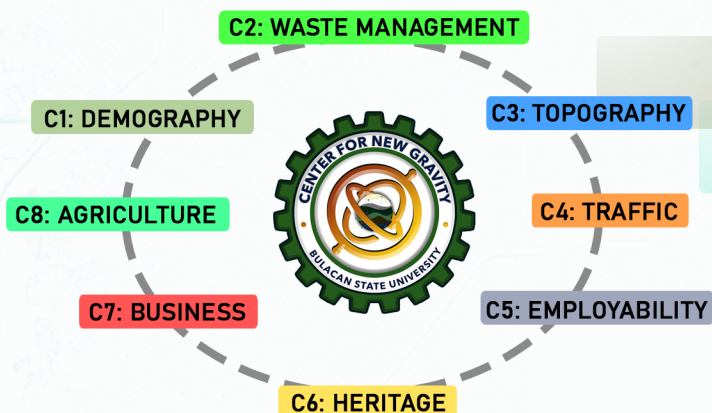 C2: WASTE MANAGEMENT
C1: DEMOGRAPHY
C3: TOPOGRAPHY
CENTER FOR NEW GRAVITY
BULACAN STATE UNIVERSITY
C8: AGRICULTURE
C4: TRAFFIC
C7: BUSINESS
C5: EMPLOYABILITY
C6: HERITAGE